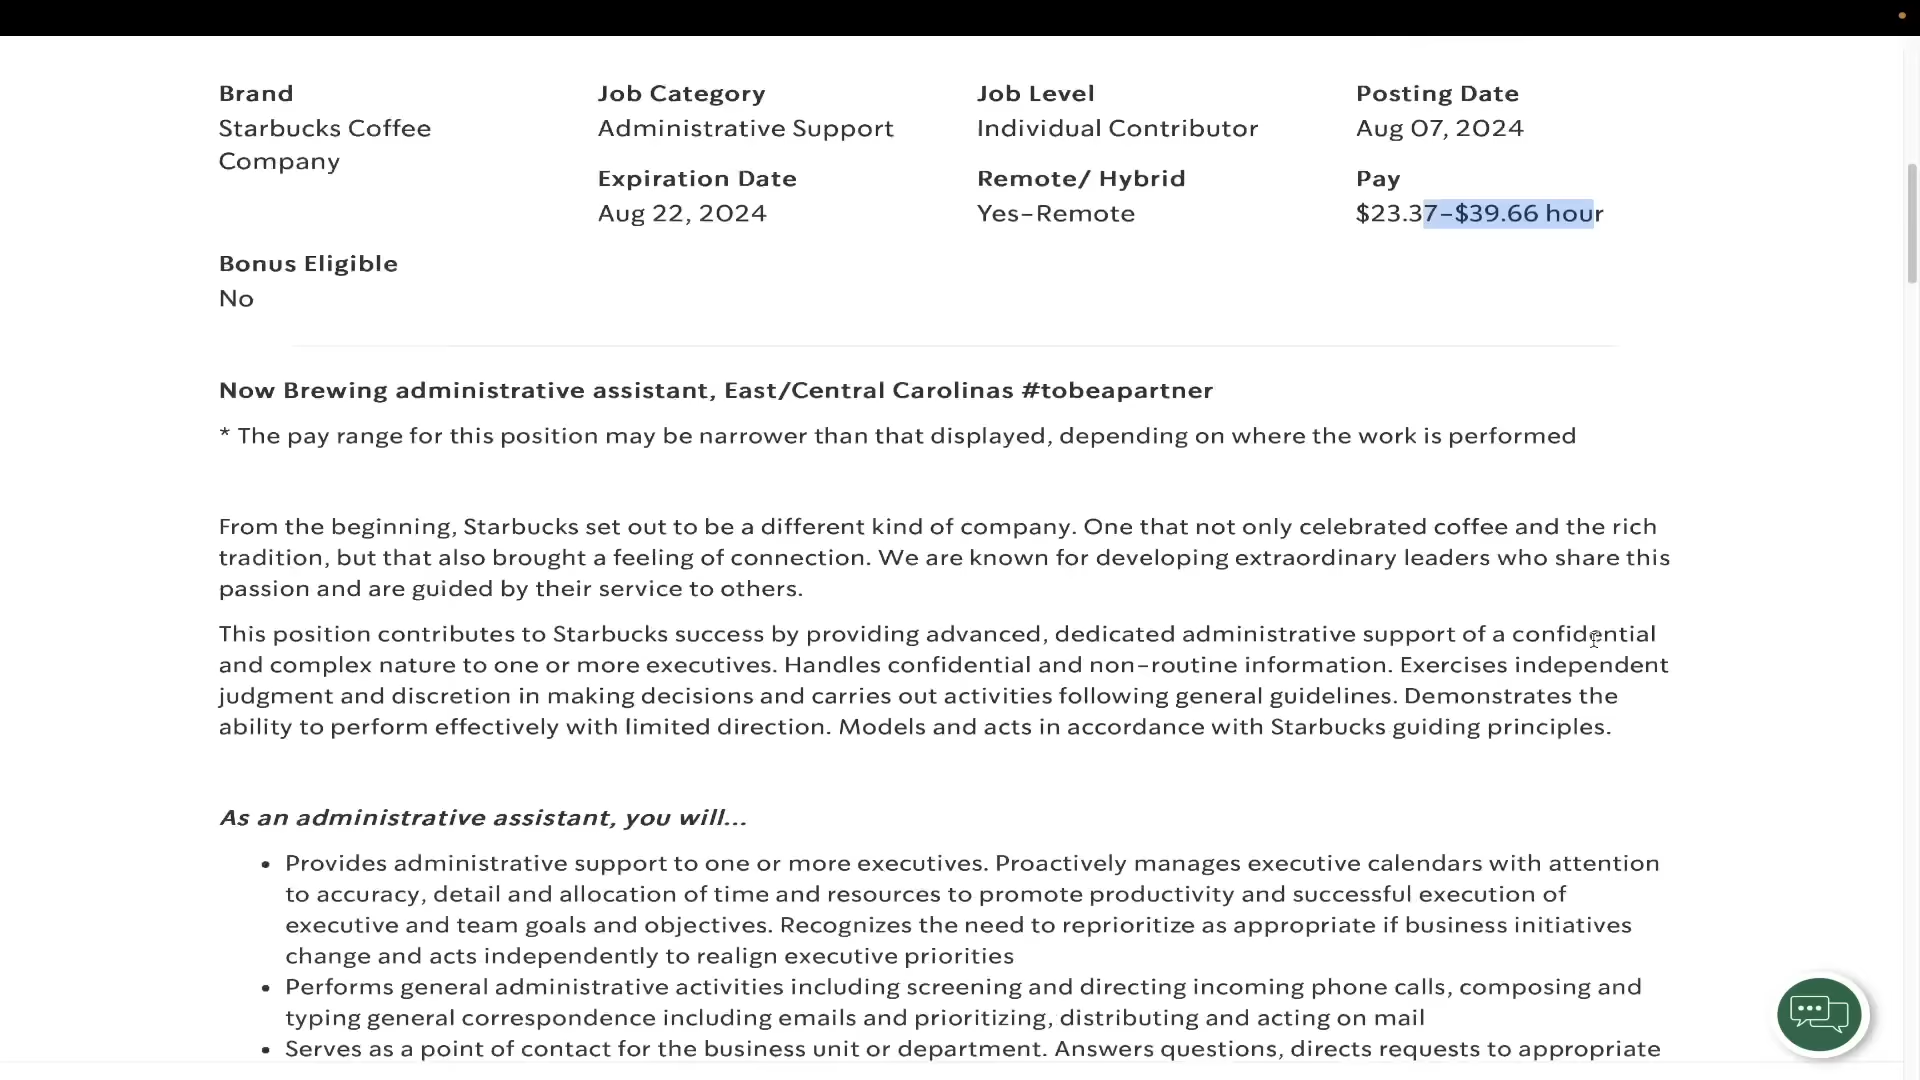 Brand
Starbucks Coffee
Company
Job Category
Administrative Support
Job Level
Individual Contributor
Posting Date
Aug 07, 2024
Expiration Date
Aug 22, 2024
Remote/ Hybrid
Yes–Remote
Pay
$23.37–$39.66 hour
Bonus Eligible
No
Now Brewing administrative assistant, East/Central Carolinas #tobeapartner
* The pay range for this position may be narrower than that displayed, depending on where the work is performed
From the beginning, Starbucks set out to be a different kind of company. One that not only celebrated coffee and the rich
tradition, but that also brought a feeling of connection. We are known for developing extraordinary leaders who share this
passion and are guided by their service to others.
This position contributes to Starbucks success by providing advanced, dedicated administrative support of a confidential
and complex nature to one or more executives. Handles confidential and non–routine information. Exercises independent
judgment and discretion in making decisions and carries out activities following general guidelines. Demonstrates the
ability to perform effectively with limited direction. Models and acts in accordance with Starbucks guiding principles.
As an administrative assistant, you will...
• Provides administrative support to one or more executives. Proactively manages executive calendars with attention
to accuracy, detail and allocation of time and resources to promote productivity and successful execution of
executive and team goals and objectives. Recognizes the need to reprioritize as appropriate if business initiatives
change and acts independently to realign executive priorities
• Performs general administrative activities including screening and directing incoming phone calls, composing and
typing general correspondence including emails and prioritizing, distributing and acting on mail
• Serves as a point of contact for the business unit or department. Answers questions, directs requests to appropriate